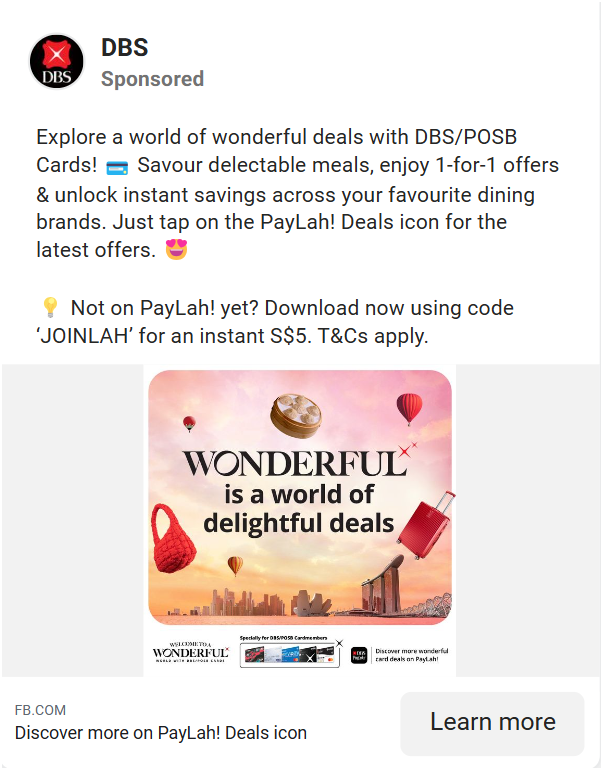 DBS
DBS
Sponsored
Explore a world of wonderful deals with DBS/POSB
Cards! 💳 Savour delectable meals, enjoy 1-for-1 offers
& unlock instant savings across your favourite dining
brands. Just tap on the PayLah! Deals icon for the
latest offers. 😍
💡 Not on PayLah! yet? Download now using code
‘JOINLAH’ for an instant S$5. T&Cs apply.
WONDERFUL
is a world of
delightful deals
WELCOME TO A
WONDERFUL
WORLD WITH DBS/POSB CARDS
Specially for DBS/POSB Cardmembers
DBS
PayLah!
Discover more wonderful
card deals on PayLah!
FB.COM
Discover more on PayLah! Deals icon
Learn more